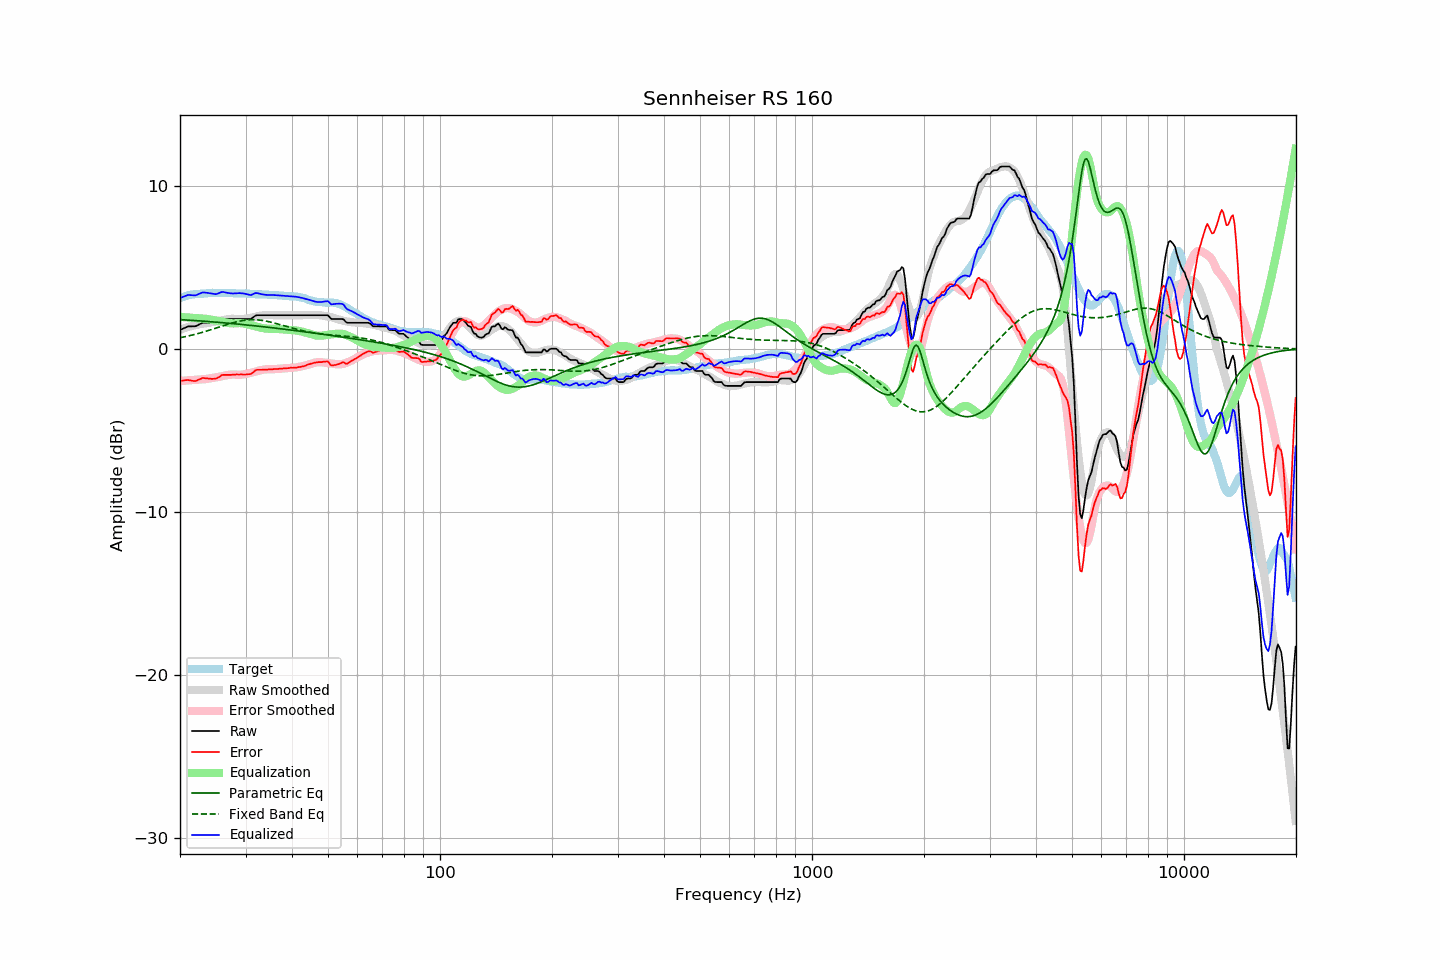 Sennheiser RS 160
10
0
−10
−20
−30
Amplitude (dBr)
Target
Raw Smoothed
Error Smoothed
Raw
Error
Equalization
Parametric Eq
Fixed Band Eq
Equalized
100
1000
10000
Frequency (Hz)